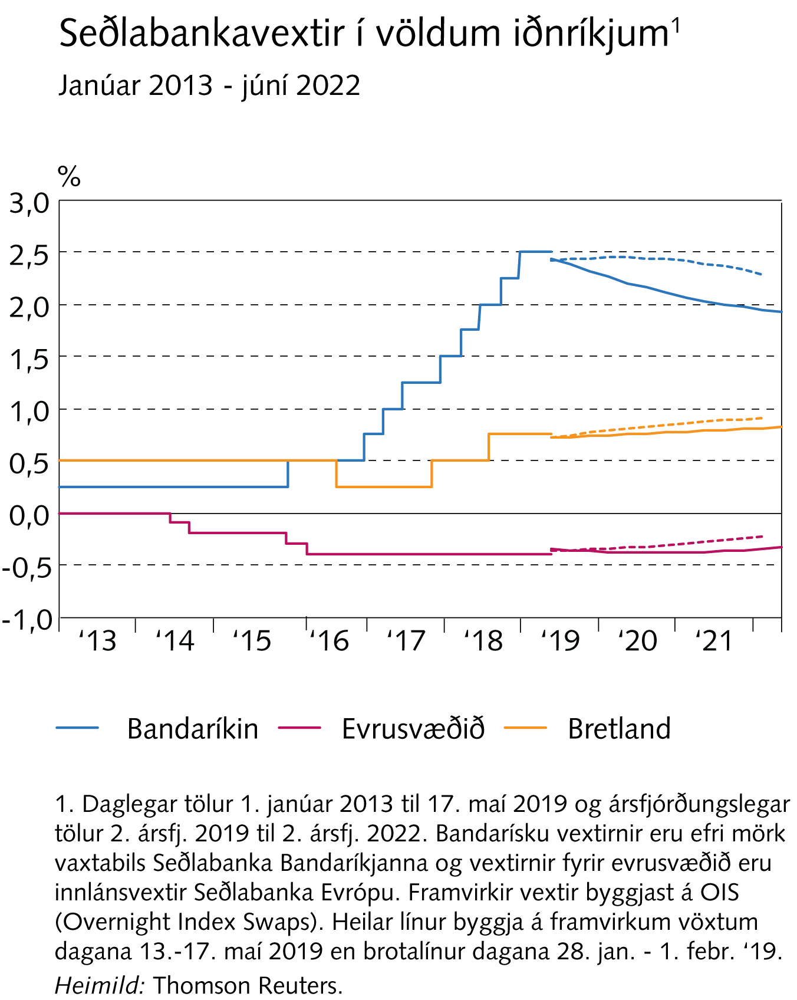 Seðlabankavextir í völdum iðnríkjum¹
Janúar 2013 - júní 2022
%
3,0
2,5
2,0
1,5
1,0
0,5
0,0
-0,5
-1,0
‘13 ‘14 ‘15 ‘16 ‘17 ‘18 ‘19 ‘20 ‘21
Bandaríkin Evrusvæðið Bretland
1. Daglegar tölur 1. janúar 2013 til 17. maí 2019 og ársfjórðungslegar
tölur 2. ársfj. 2019 til 2. ársfj. 2022. Bandarísku vextirnir eru efri mörk
vaxtabils Seðlabanka Bandaríkjanna og vextirnir fyrir evrusvæðið eru
innlánsvextir Seðlabanka Evrópu. Framvirkir vextir byggjast á OIS
(Overnight Index Swaps). Heilar línur byggja á framvirkum vöxtum
dagana 13.-17. maí 2019 en brotalínur dagana 28. jan. - 1. febr. ‘19.
Heimild: Thomson Reuters.